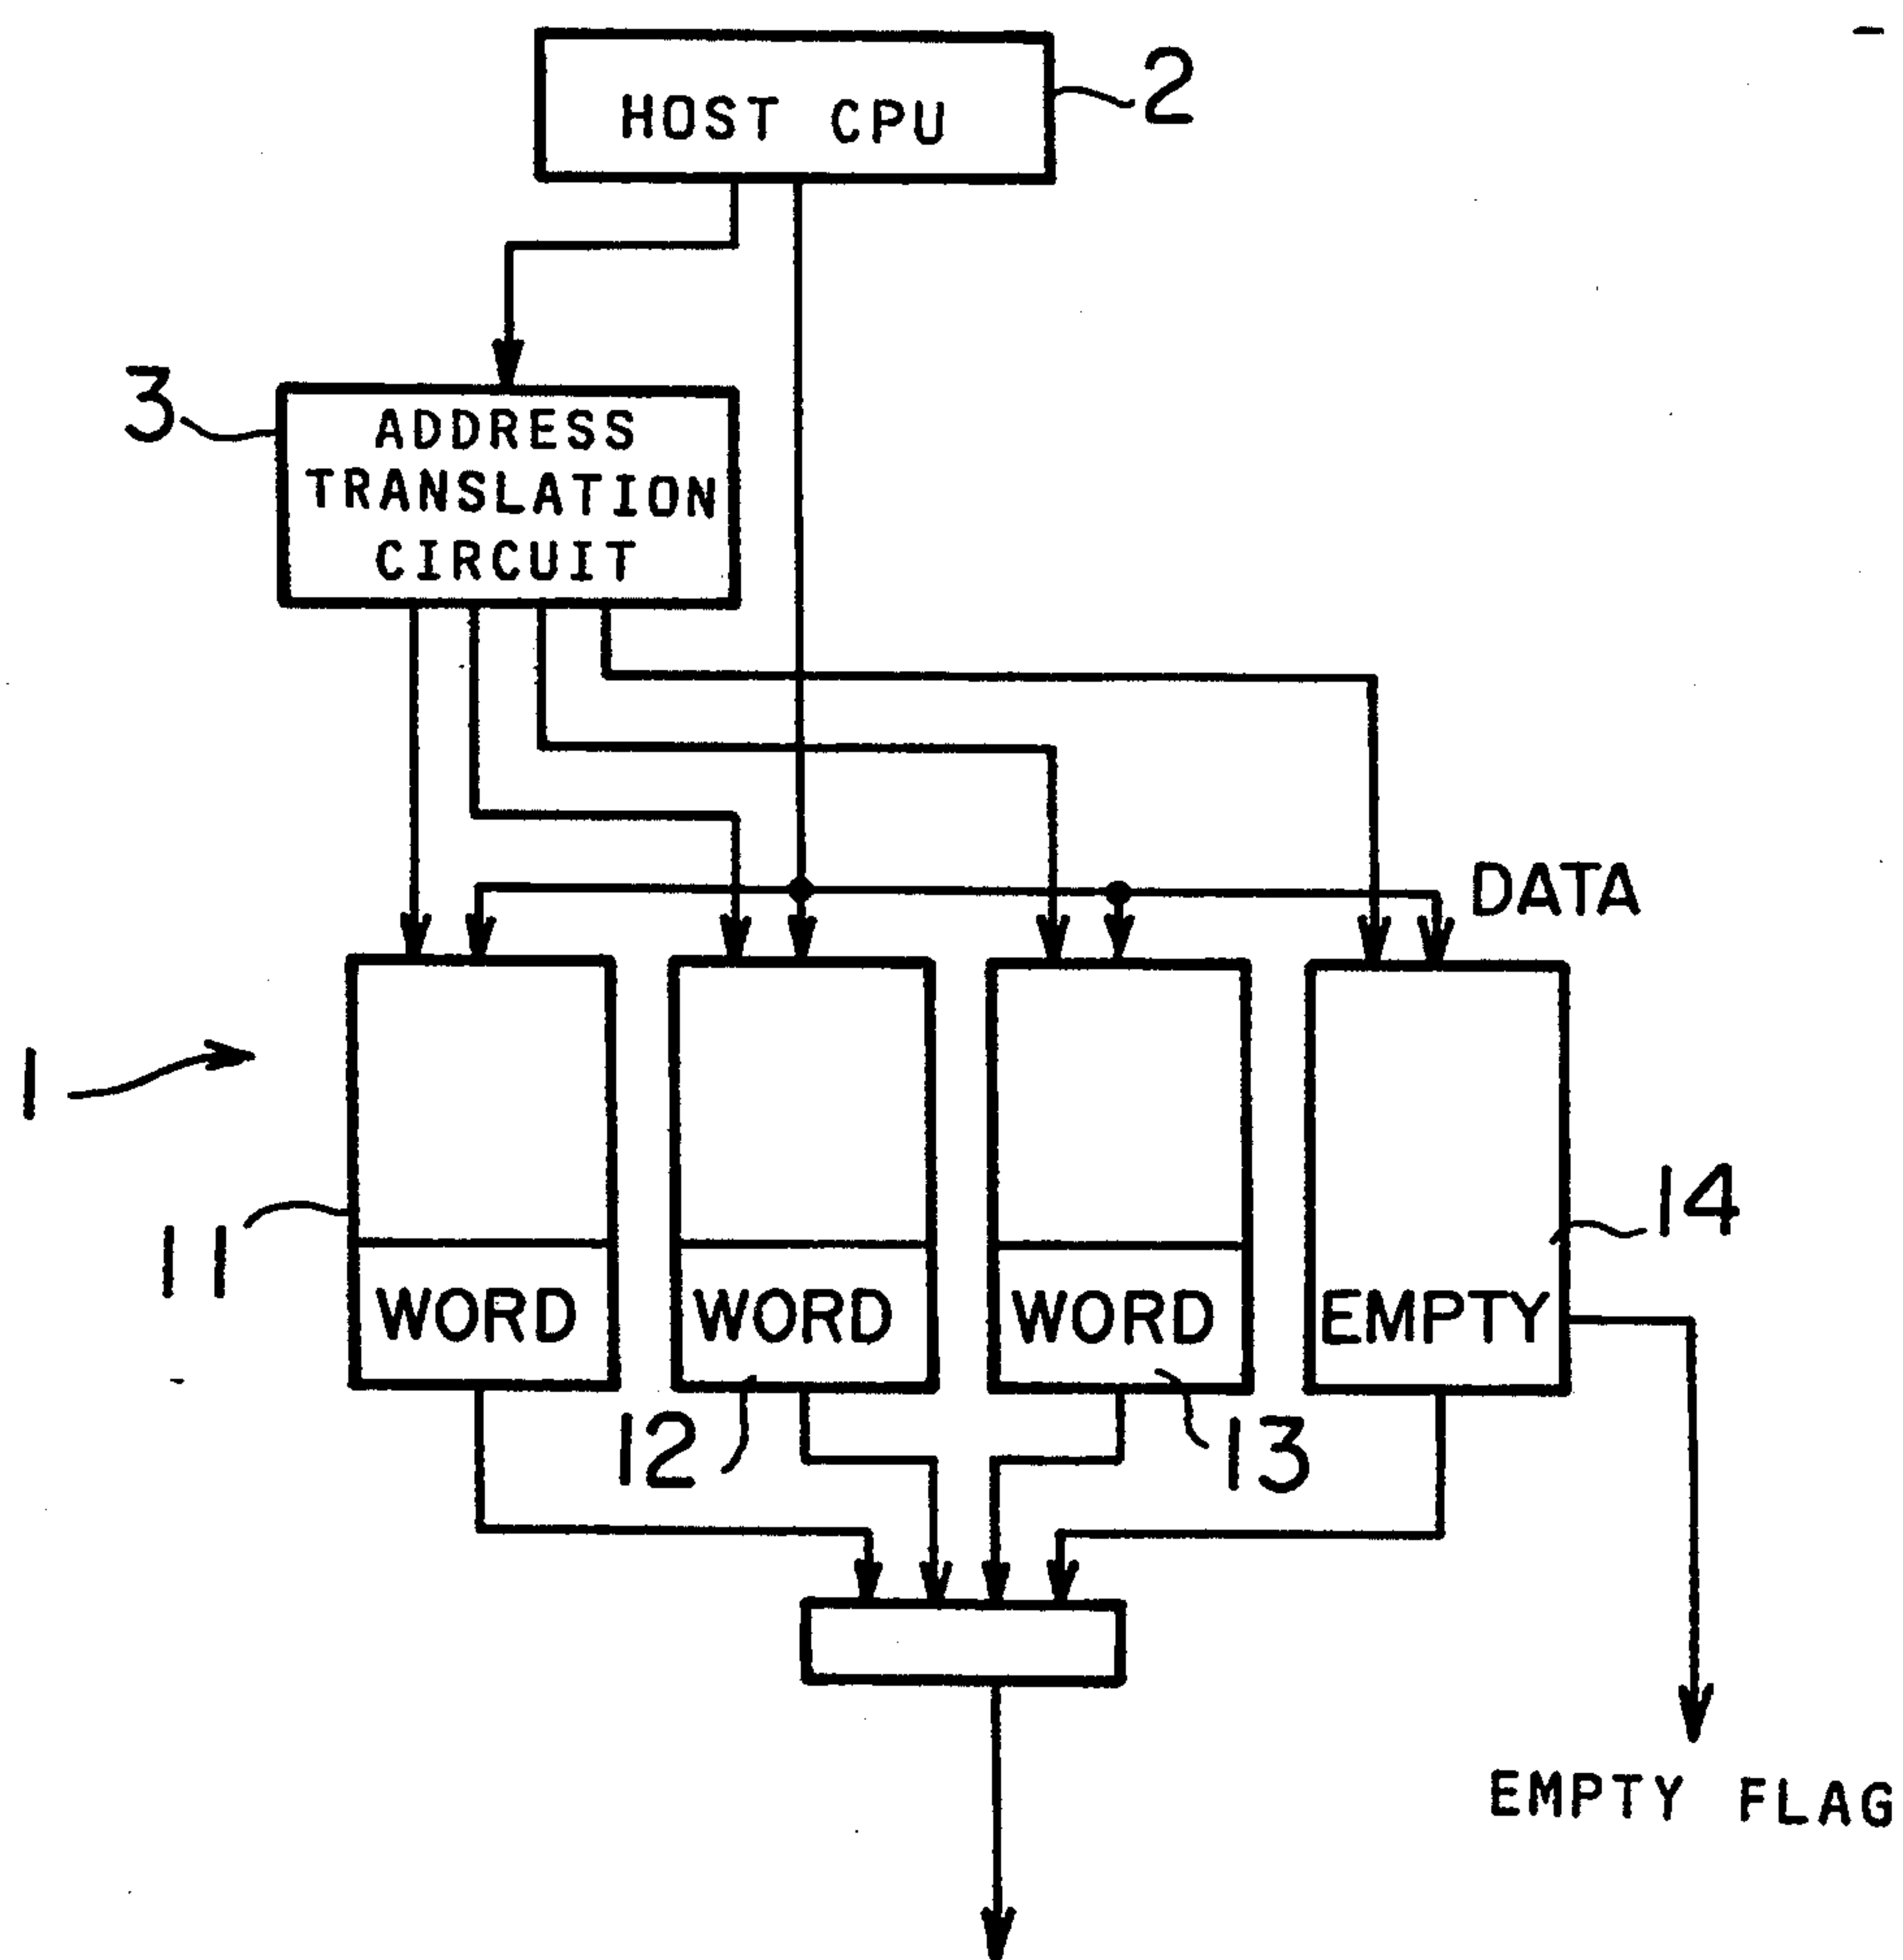 HOST CPU
2
3
ADDRESS
TRANSLATION
CIRCUIT
DATA
1
11
14
WORD
WORD
WORD
EMPTY
12
13
EMPTY FLAG